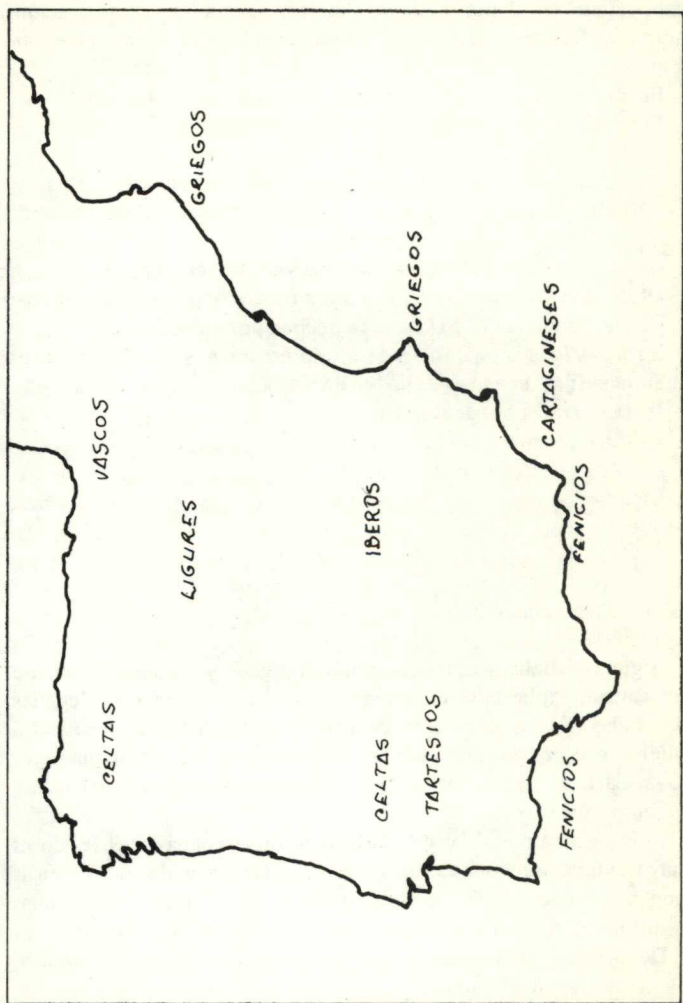 CELTAS
VASCOS
LIGURES
GRIEGOS
CELTAS
IBEROS
GRIEGOS
TARTESIOS
CARTAGINESES
FENICIOS
FENICIOS